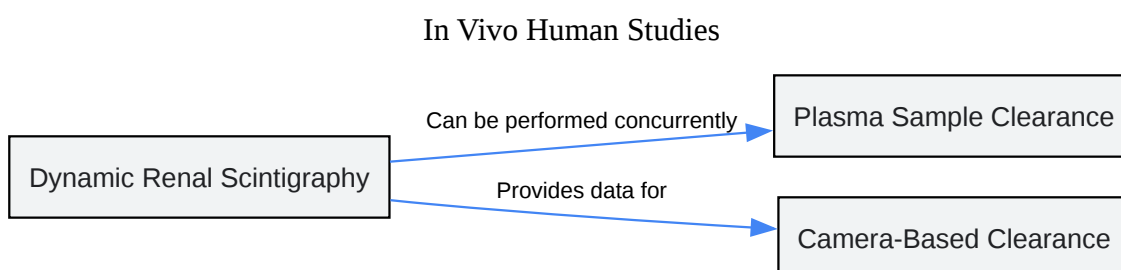 In Vivo Human Studies
Can be performed concurrently
Plasma Sample Clearance
Dynamic Renal Scintigraphy
Provides data for
Camera-Based Clearance